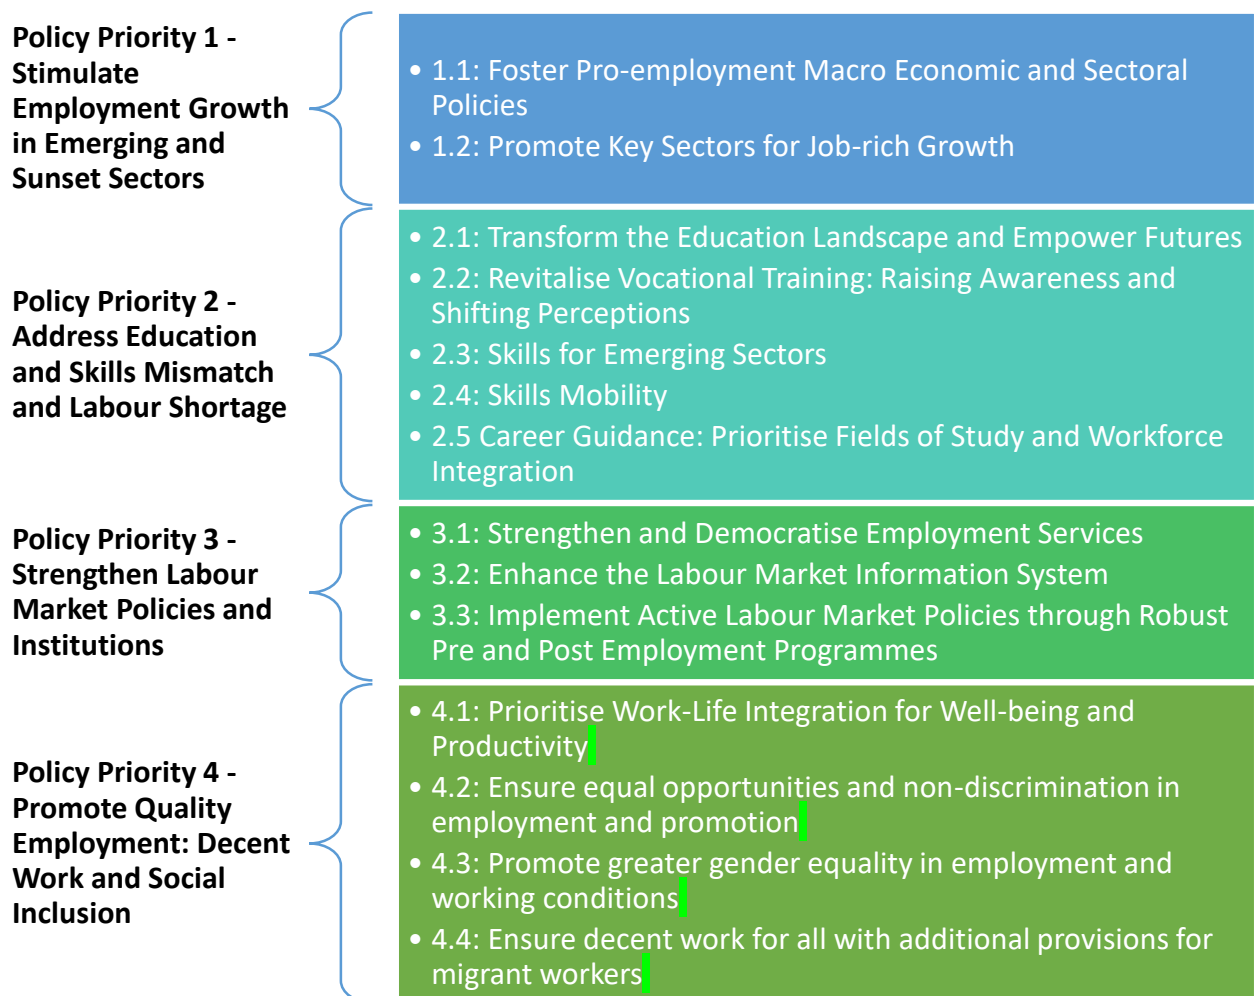 Policy Priority 1 -
Stimulate
Employment Growth
in Emerging and
Sunset Sectors
• 1.1: Foster Pro-employment Macro Economic and Sectoral
Policies
• 1.2: Promote Key Sectors for Job-rich Growth
Policy Priority 2 -
Address Education
and Skills Mismatch
and Labour Shortage
• 2.1: Transform the Education Landscape and Empower Futures
• 2.2: Revitalise Vocational Training: Raising Awareness and
Shifting Perceptions
• 2.3: Skills for Emerging Sectors
• 2.4: Skills Mobility
• 2.5 Career Guidance: Prioritise Fields of Study and Workforce
Integration
Policy Priority 3 -
Strengthen Labour
Market Policies and
Institutions
• 3.1: Strengthen and Democratise Employment Services
• 3.2: Enhance the Labour Market Information System
• 3.3: Implement Active Labour Market Policies through Robust
Pre and Post Employment Programmes
Policy Priority 4 -
Promote Quality
Employment: Decent
Work and Social
Inclusion
• 4.1: Prioritise Work-Life Integration for Well-being and
Productivity
• 4.2: Ensure equal opportunities and non-discrimination in
employment and promotion
• 4.3: Promote greater gender equality in employment and
working conditions
• 4.4: Ensure decent work for all with additional provisions for
migrant workers